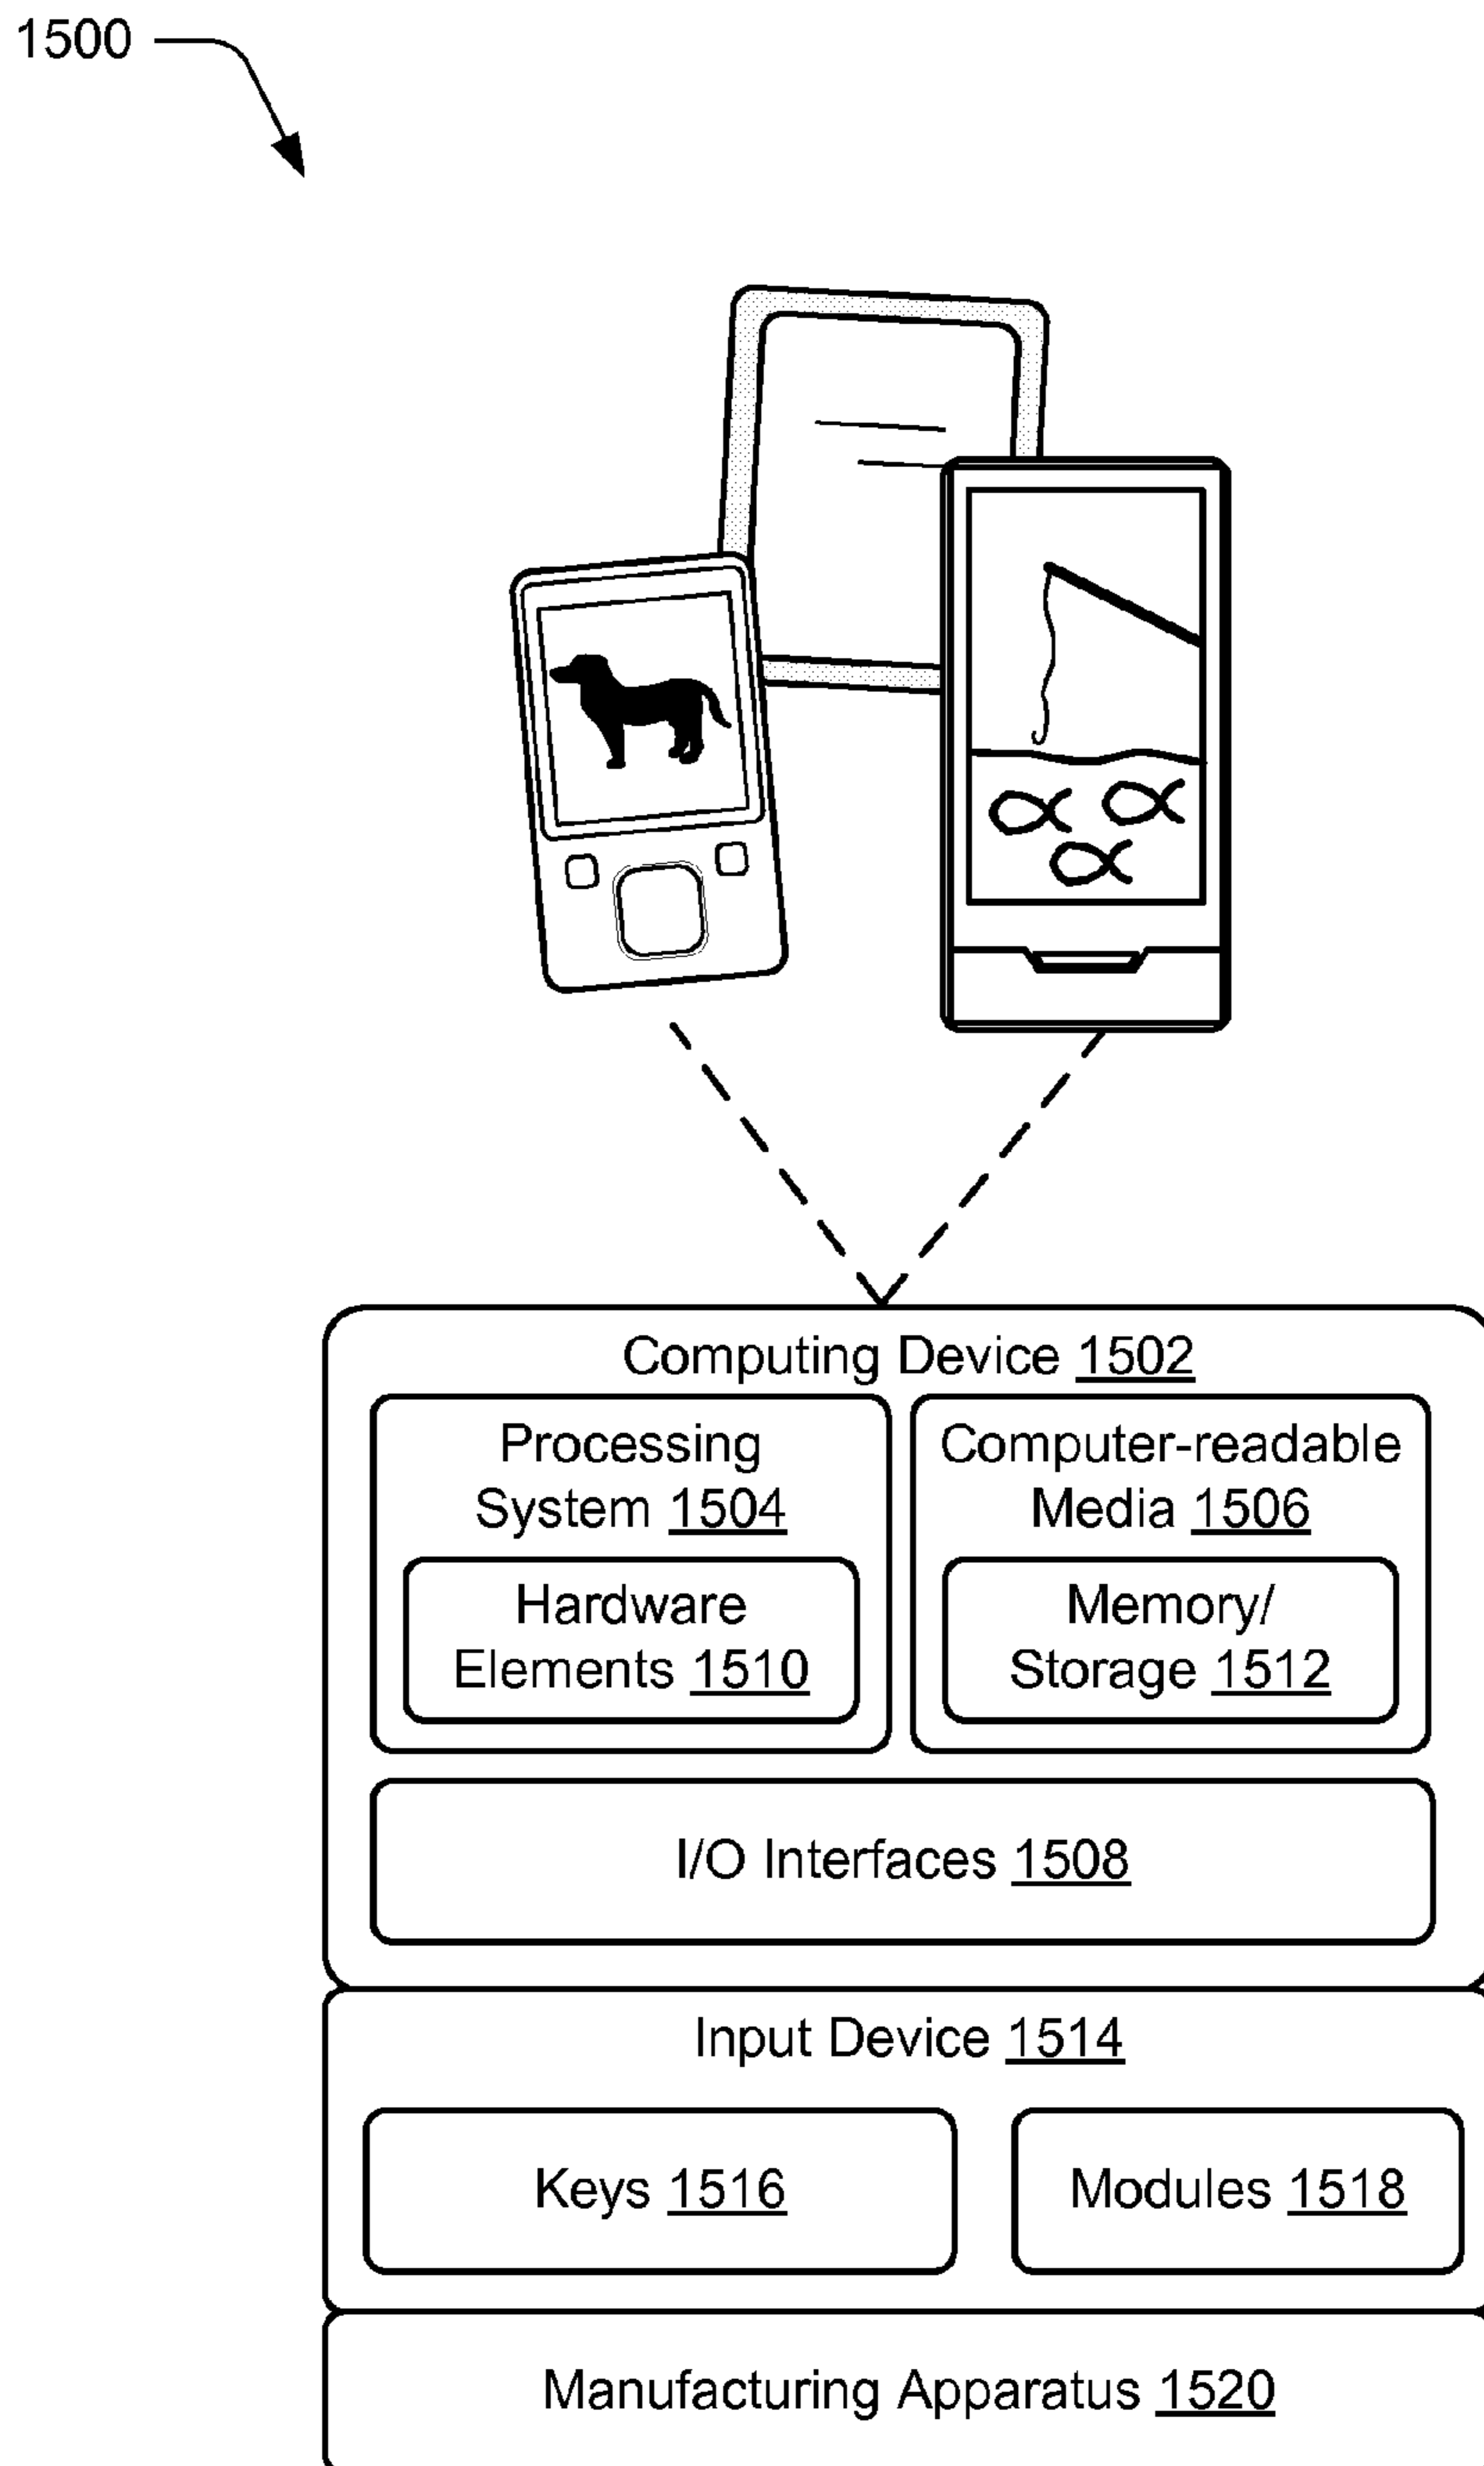 1500
Computing Device 1502
Processing
System 1504
Hardware
Elements 1510
Computer-readable
Media 1506
Memory/
Storage 1512
I/O Interfaces 1508
Input Device 1514
Keys 1516
Modules 1518
Manufacturing Apparatus 1520